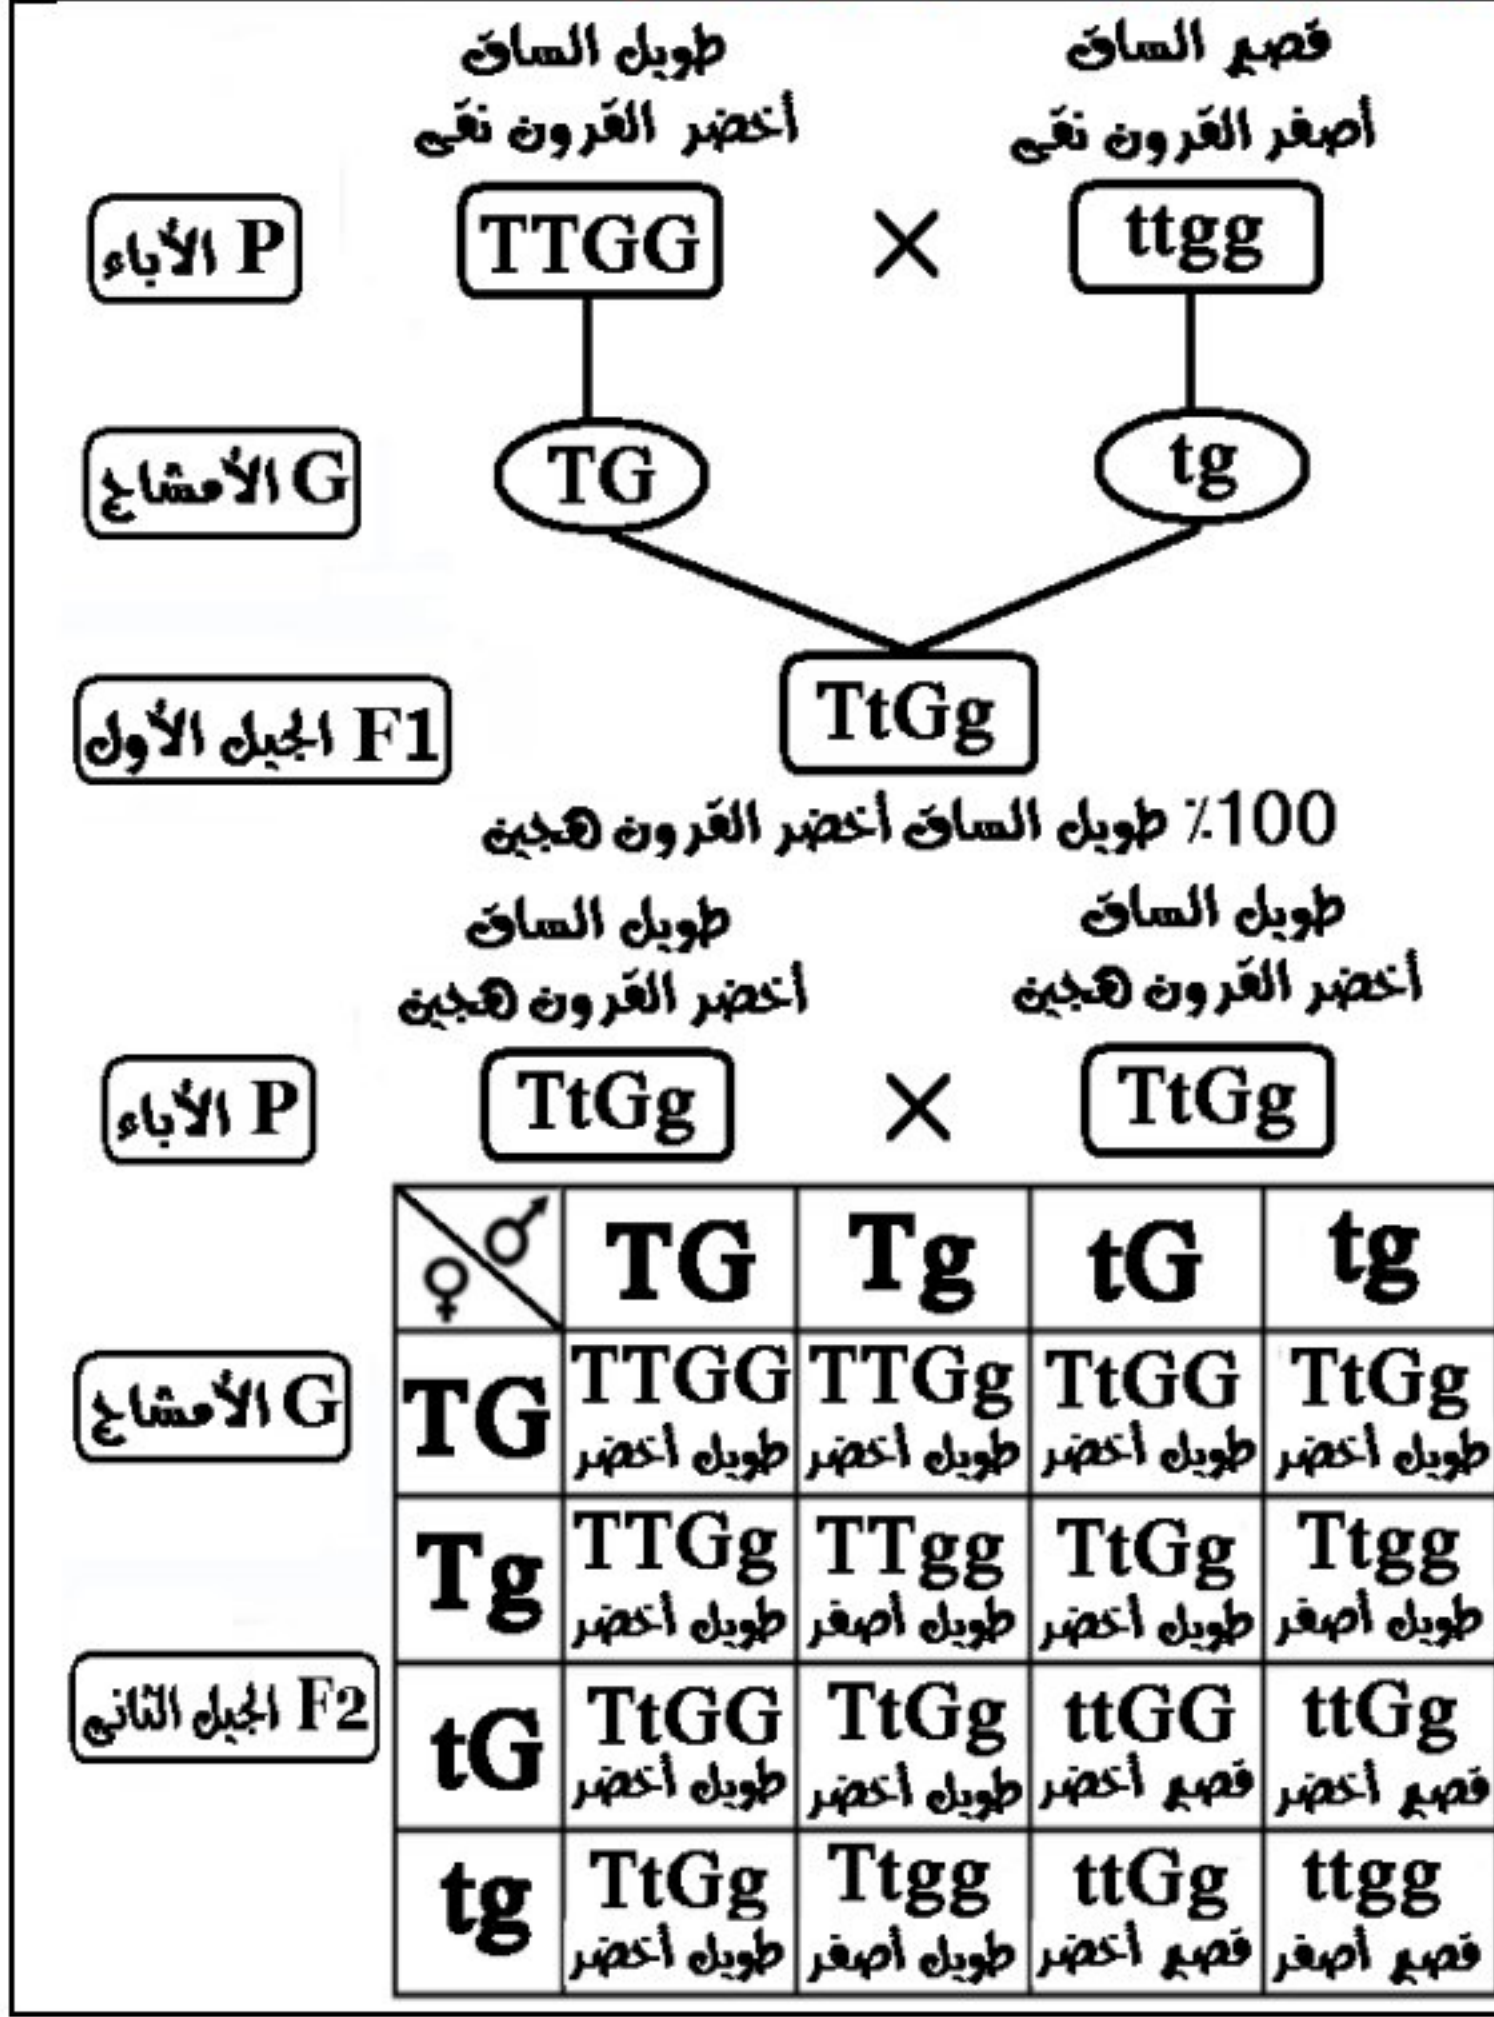 طويل الساق
قصير الساق
أخضر القرون نقى
أصفر القرون نقى
P الأباء
TTGG × ttgg
G الأمشاج
TG tg
F1 الجيل الأول
TtGg
100٪ طويل الساق أخضر القرون هجين
طويل الساق
طويل الساق
أخضر القرون هجين
أخضر القرون هجين
P الأباء
TtGg × TtGg
♀ ♂ TG Tg tG tg
G الأمشاج
TG TTGG TTGg TtGG TtGg
طويل أخضر طويل أخضر طويل أخضر طويل أخضر
Tg TTGg TTgg TtGg Ttgg
طويل أخضر طويل أصفر طويل أخضر طويل أصفر
F2 الجيل الثانى
tG TtGG TtGg ttGG ttGg
طويل أخضر طويل أخضر قصير أخضر قصير أخضر
tg TtGg Ttgg ttGg ttgg
طويل أخضر طويل أصفر قصير أخضر قصير أصفر